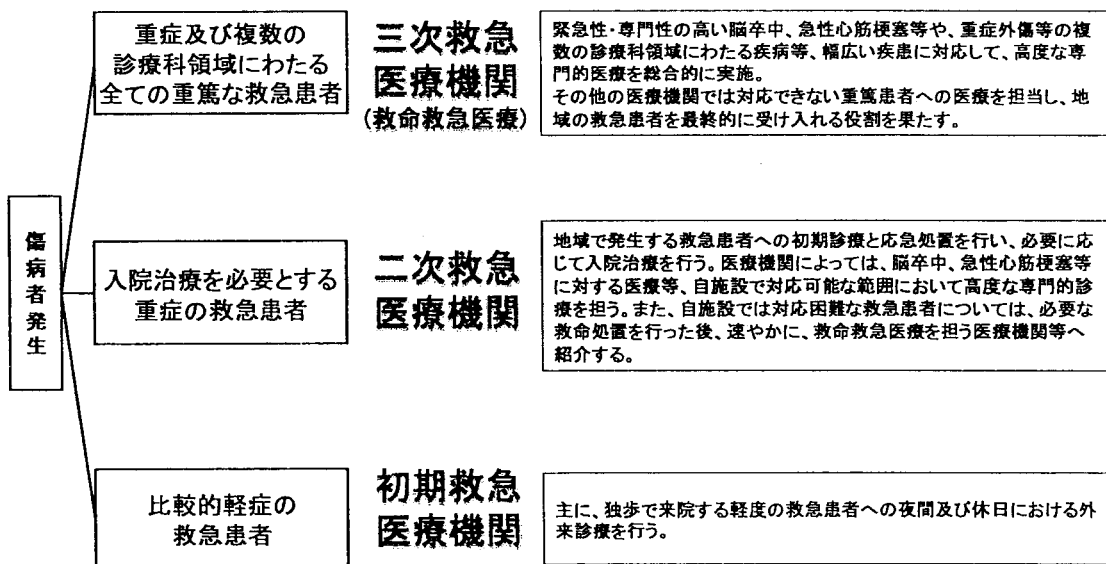 重症及び複数の
診療科領域にわたる
全ての重篤な救急患者
三次救急
医療機関
(救命救急医療)
緊急性・専門性の高い脳卒中、急性心筋梗塞等や、重症外傷等の複
数の診療科領域にわたる疾病等、幅広い疾患に対応して、高度な専
門的医療を総合的に実施。
その他の医療機関では対応できない重篤患者への医療を担当し、地
域の救急患者を最終的に受け入れる役割を果たす。
傷病者発生
入院治療を必要とする
重症の救急患者
二次救急
医療機関
地域で発生する救急患者への初期診療と応急処置を行い、必要に応
じて入院治療を行う。医療機関によっては、脳卒中、急性心筋梗塞等
に対する医療等、自施設で対応可能な範囲において高度な専門的診
療を担う。また、自施設では対応困難な救急患者については、必要な
救命処置を行った後、速やかに、救命救急医療を担う医療機関等へ
紹介する。
比較的軽症の
救急患者
初期救急
医療機関
主に、独歩で来院する軽度の救急患者への夜間及び休日における外
来診療を行う。